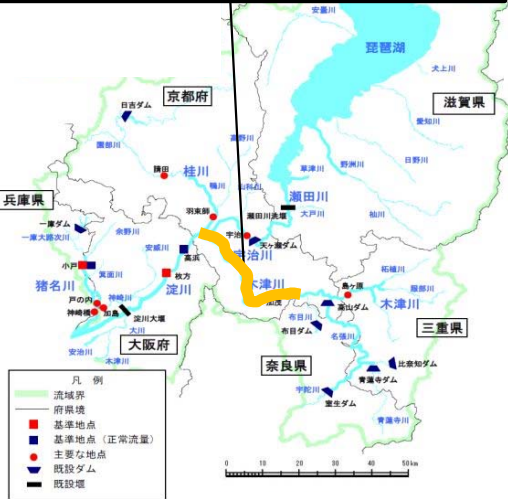 安曇川
琵琶湖
犬上川
滋賀県
愛知川
日野川
野洲川
草津川
杣川
京都府
日吉ダム
園部川
請田
桂川
高野川
鴨川
山科川
瀬田川
瀬田川洗堰
大戸川
羽束師
兵庫県
一庫ダム
一庫大路次川
余野川
安威川
高浜
宇治
天ヶ瀬ダム
宇治川
小戸
箕面川
猪名川
枚方
淀川
木津川
加茂
島ヶ原
柘植川
服部川
木津川
高山ダム
戸の内
神崎川
神崎橋
加島
淀川大堰
大川
大阪府
安治川
木津川
布目川
布目ダム
名張川
三重県
比奈知ダム
青蓮寺ダム
奈良県
宇陀川
室生ダム
青蓮寺川
凡 例
流域界
府県境
基準地点
基準地点(正常流量)
主要な地点
既設ダム
既設堰
0 10 20 30 40 50km